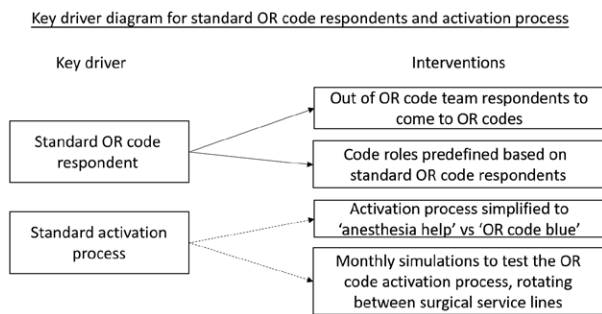 Key driver diagram for standard OR code respondents and activation process
Key driver
Interventions
Standard OR code
respondent
Out of OR code team respondents to
come to OR codes
Code roles predefined based on
standard OR code respondents
Standard activation
process
Activation process simplified to
‘anesthesia help’ vs ‘OR code blue’
Monthly simulations to test the OR
code activation process, rotating
between surgical service lines